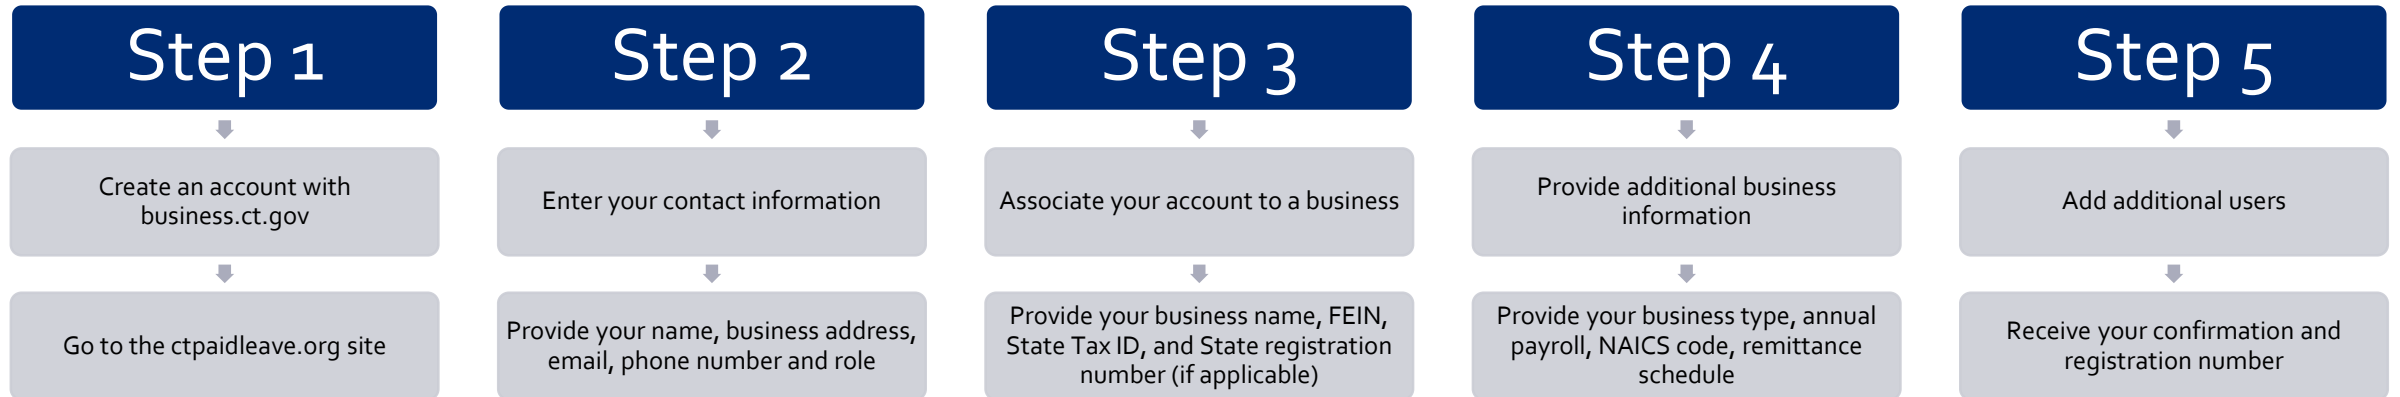 Step 1
Create an account with
business.ct.gov
Go to the ctpaidleave.org site
Step 2
Enter your contact information
Provide your name, business address,
email, phone number and role
Step 3
Associate your account to a business
Provide your business name, FEIN,
State Tax ID, and State registration
number (if applicable)
Step 4
Provide additional business
information
Provide your business type, annual
payroll, NAICS code, remittance
schedule
Step 5
Add additional users
Receive your confirmation and
registration number